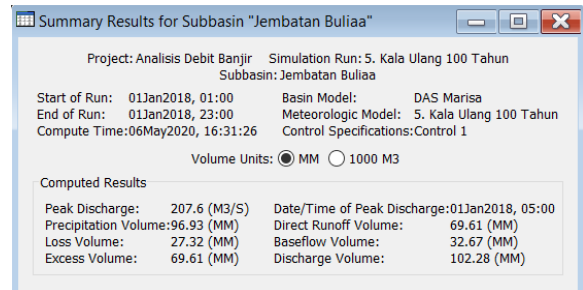 Summary Results for Subbasin "Jembatan Buliaa"
Project: Analisis Debit Banjir Simulation Run: 5. Kala Ulang 100 Tahun
Subbasin: Jembatan Buliaa
Start of Run: 01Jan2018, 01:00 Basin Model: DAS Marisa
End of Run: 01Jan2018, 23:00 Meteorologic Model: 5. Kala Ulang 100 Tahun
Compute Time:06May2020, 16:31:26 Control Specifications:Control 1
Volume Units: MM 1000 M3
Computed Results
Peak Discharge: 207.6 (M3/S) Date/Time of Peak Discharge:01Jan2018, 05:00
Precipitation Volume:96.93 (MM) Direct Runoff Volume: 69.61 (MM)
Loss Volume: 27.32 (MM) Baseflow Volume: 32.67 (MM)
Excess Volume: 69.61 (MM) Discharge Volume: 102.28 (MM)